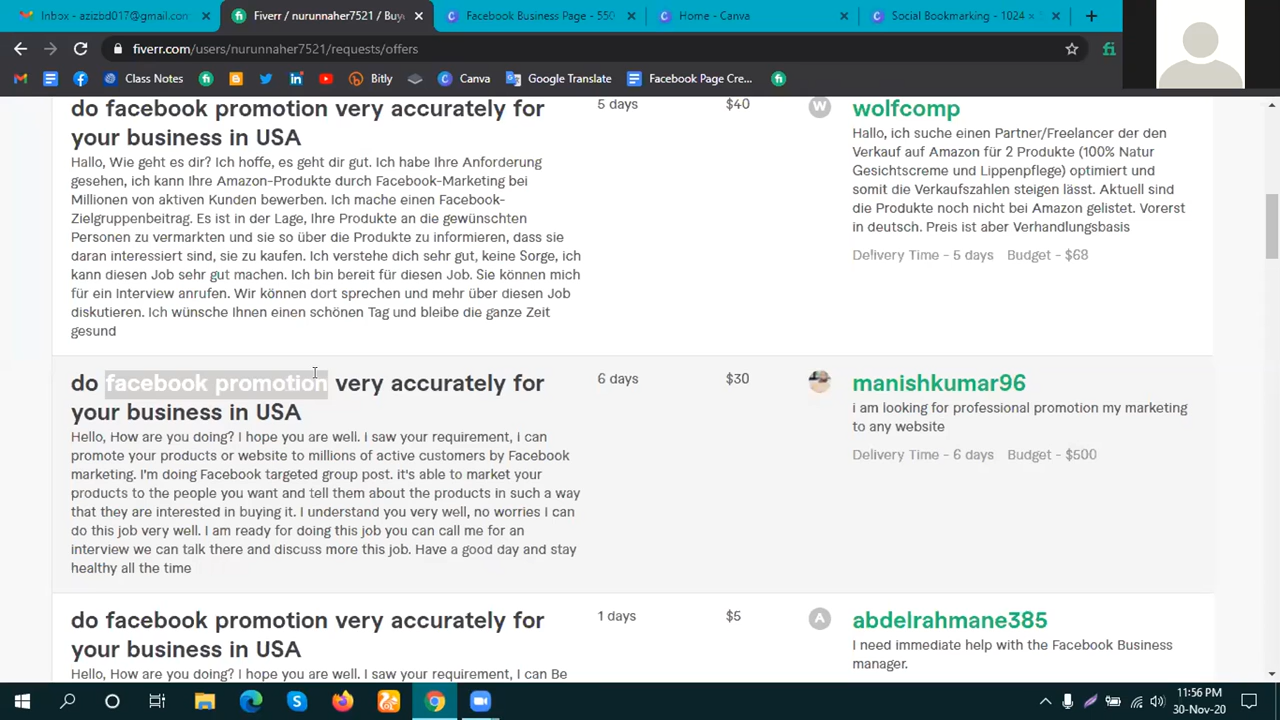 Inbox - azizbd017@gmail.com
Fiverr / nurunnaher7521 / Buy
Facebook Business Page - 550
Home - Canva
Social Bookmarking - 1024 ×
fiverr.com/users/nurunnaher7521/requests/offers
Class Notes
Bitly
Canva
Google Translate
Facebook Page Cre...
do facebook promotion very accurately for
your business in USA
Hallo, Wie geht es dir? Ich hoffe, es geht dir gut. Ich habe Ihre Anforderung
gesehen, ich kann Ihre Amazon-Produkte durch Facebook-Marketing bei
Millionen von aktiven Kunden bewerben. Ich mache einen Facebook-
Zielgruppenbeitrag. Es ist in der Lage, Ihre Produkte an die gewünschten
Personen zu vermarkten und sie so über die Produkte zu informieren, dass sie
daran interessiert sind, sie zu kaufen. Ich verstehe dich sehr gut, keine Sorge, ich
kann diesen Job sehr gut machen. Ich bin bereit für diesen Job. Sie können mich
für ein Interview anrufen. Wir können dort sprechen und mehr über diesen Job
diskutieren. Ich wünsche Ihnen einen schönen Tag und bleibe die ganze Zeit
gesund
5 days
$40
W
wolfcomp
Hallo, ich suche einen Partner/Freelancer der den
Verkauf auf Amazon für 2 Produkte (100% Natur
Gesichtscreme und Lippenpflege) optimiert und
somit die Verkaufszahlen steigen lässt. Aktuell sind
die Produkte noch nicht bei Amazon gelistet. Vorerst
in deutsch. Preis ist aber Verhandlungsbasis
Delivery Time - 5 days Budget - $68
do facebook promotion very accurately for
your business in USA
Hello, How are you doing? I hope you are well. i saw your requirement, i can
promote your products or website to millions of active customers by Facebook
marketing. I'm doing Facebook targeted group post. it's able to market your
products to the people you want and tell them about the products in such a way
that they are interested in buying it. I understand you very well, no worries I can
do this job very well. I am ready for doing this job you can call me for an
interview we can talk there and discuss more this job. Have a good day and stay
healthy all the time
6 days
$30
manishkumar96
i am looking for professional promotion my marketing
to any website
Delivery Time - 6 days Budget - $500
do facebook promotion very accurately for
your business in USA
Hello, How are you doing? I hope you are well. i saw your requirement, I can Be
1 days
$5
A
abdelrahmane385
I need immediate help with the Facebook Business
manager.
11:56 PM
30-Nov-20